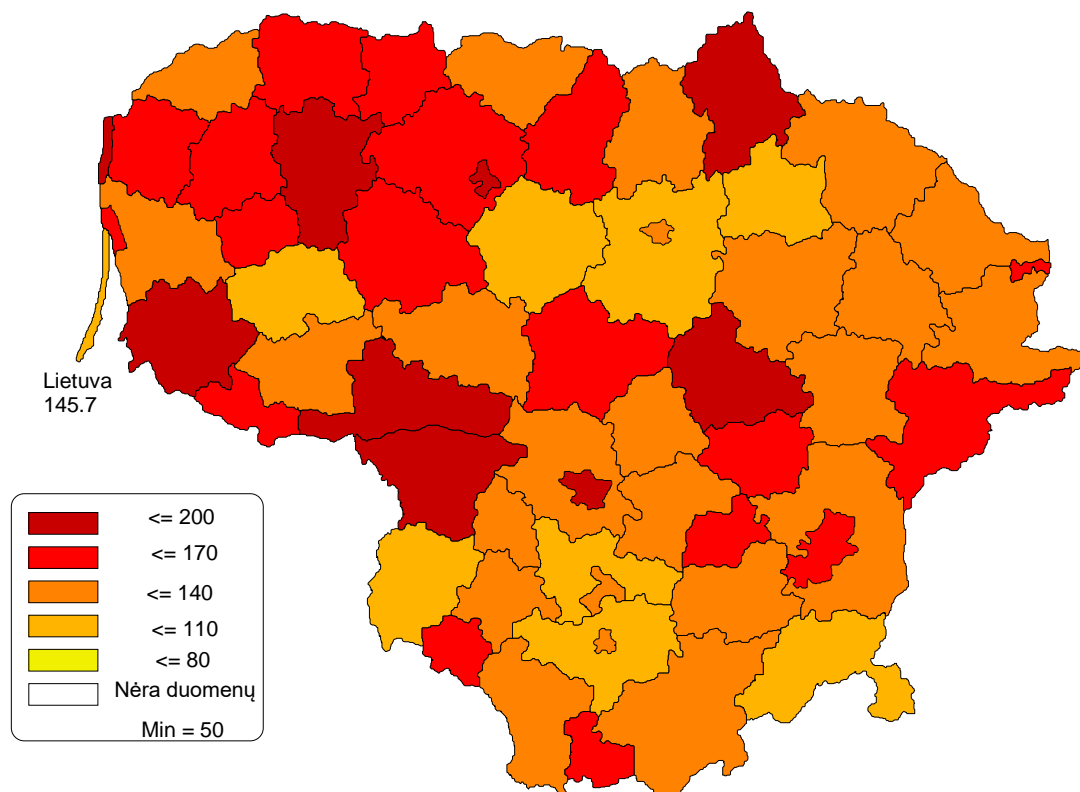 Lietuva
145.7
<= 200
<= 170
<= 140
<= 110
<= 80
Nėra duomenų
Min = 50